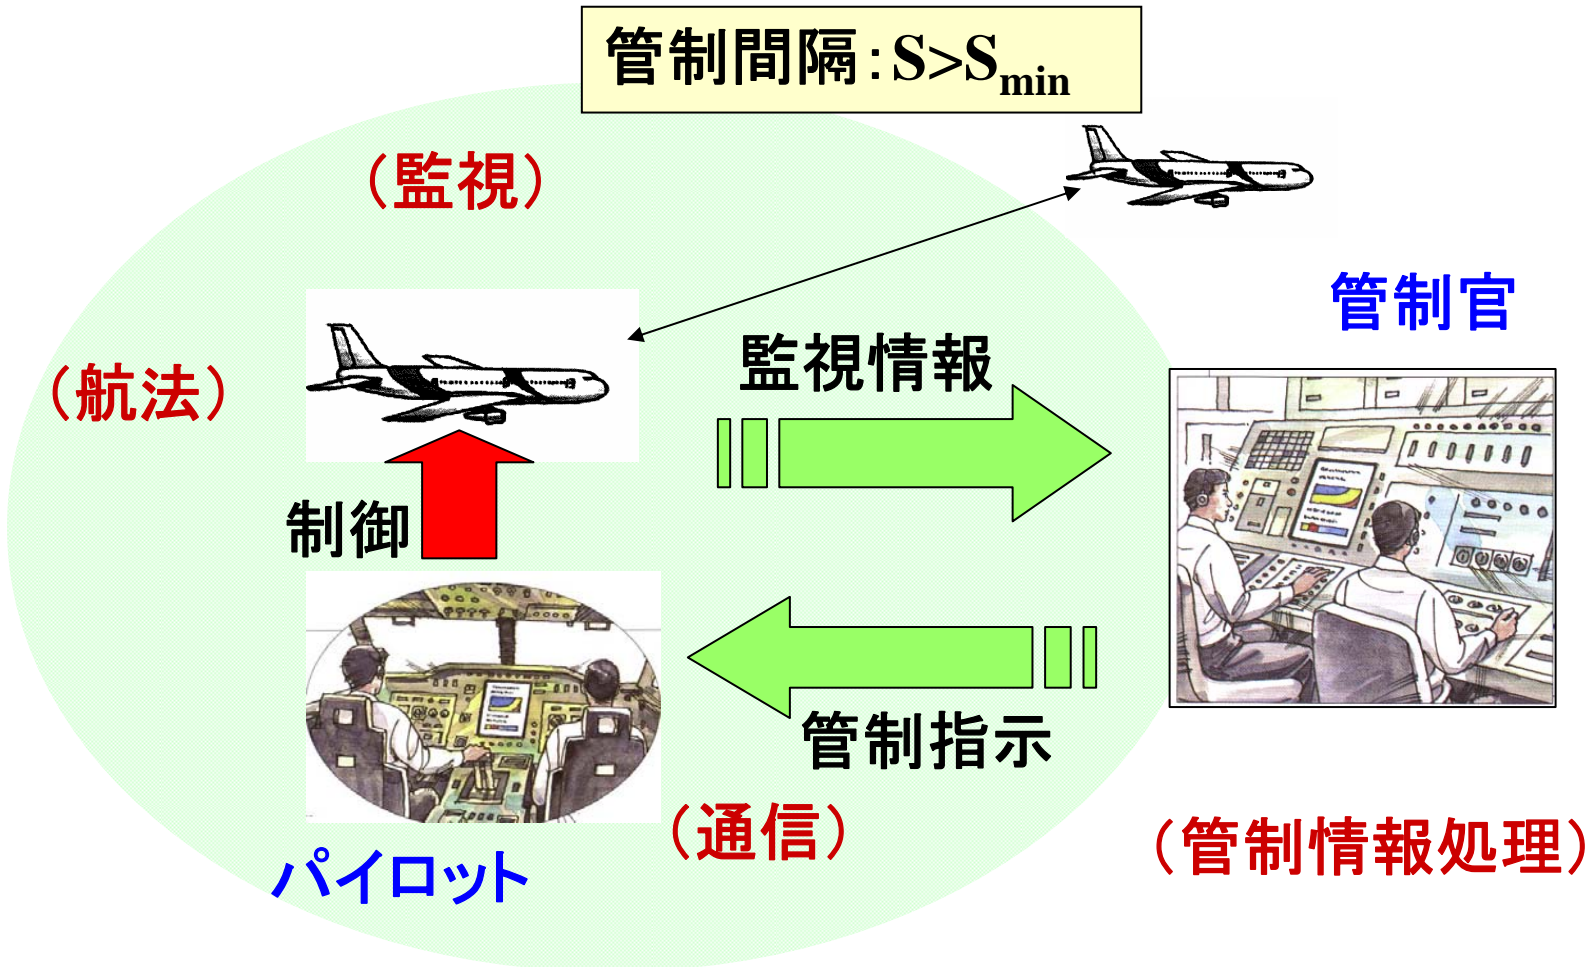 管制間隔：S>Smin
（監視）
管制官
監視情報
（航法）
制御
管制指示
（通信）
（管制情報処理）
パイロット